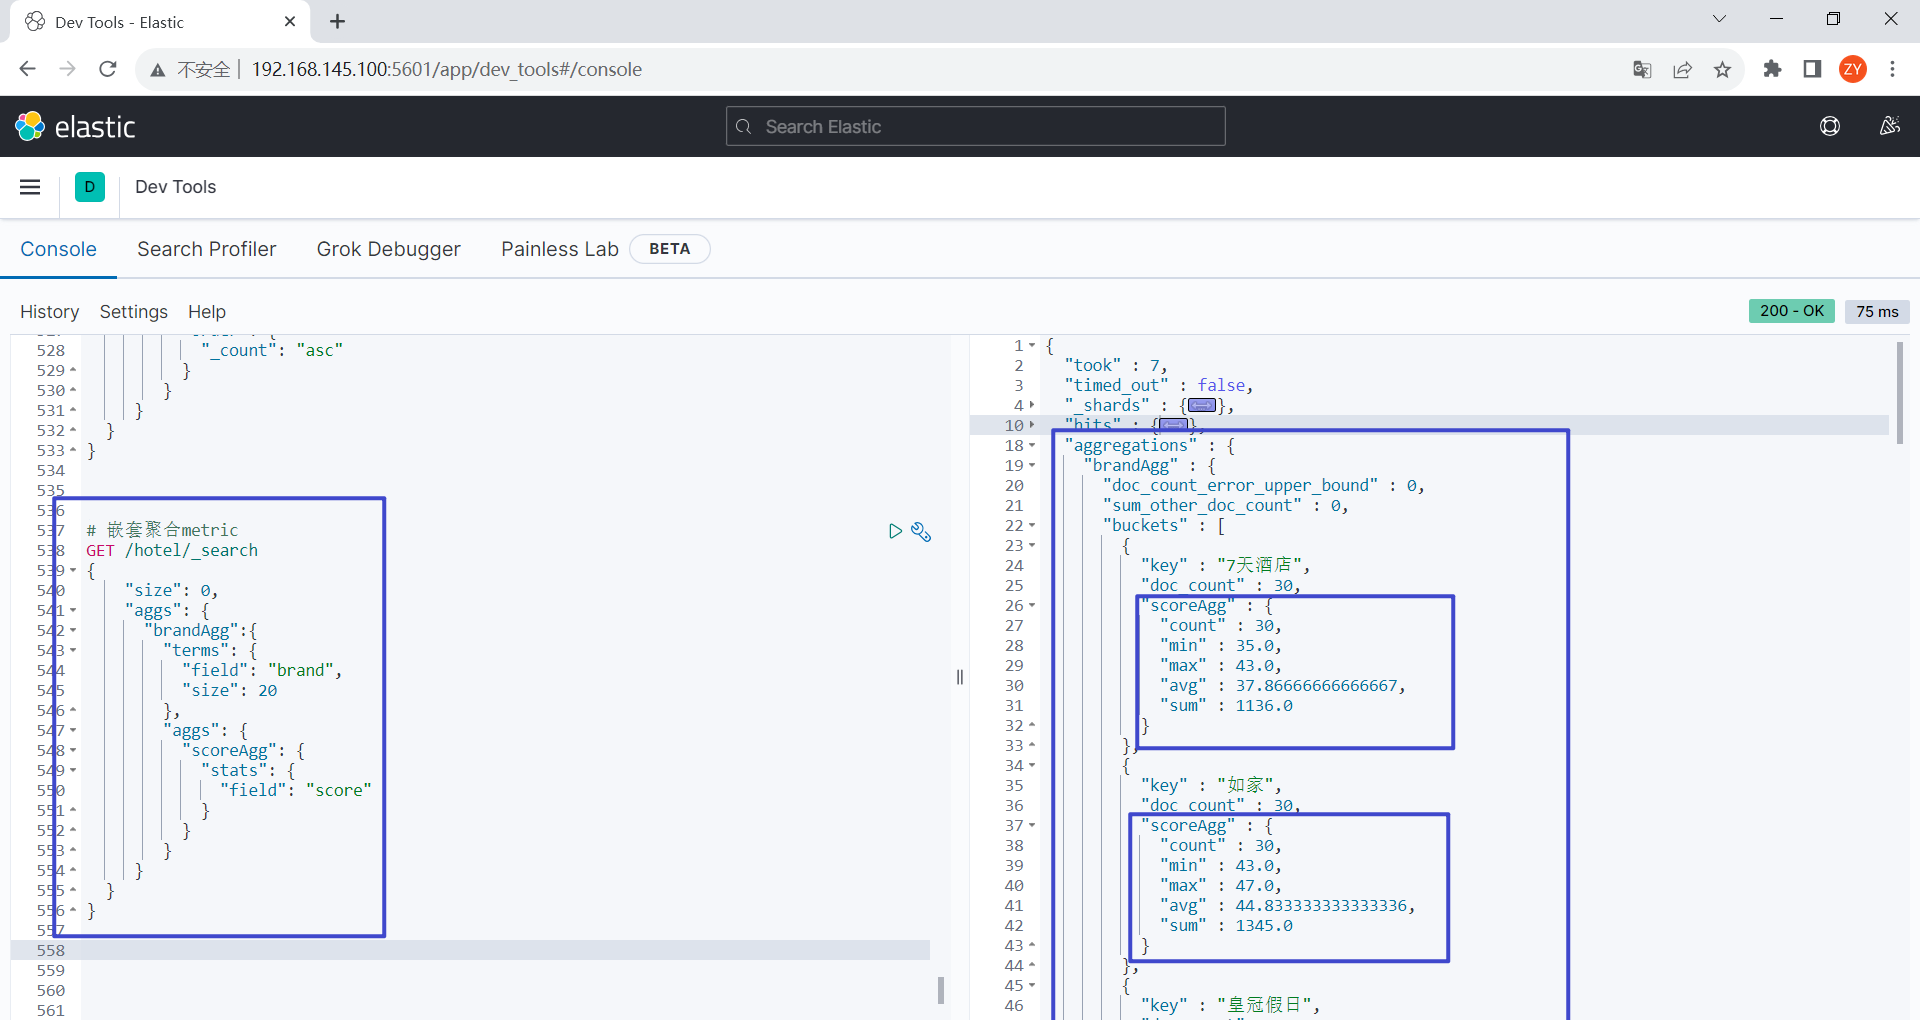 Dev Tools - Elastic
不安全 192.168.145.100:5601/app/dev_tools#/console
ZY
elastic
Search Elastic
D
Dev Tools
Console Search Profiler Grok Debugger Painless Lab BETA
History Settings Help
200 - OK 75 ms
528 "_count": "asc"
529 }
530 }
531 }
532 }
533 }
534
535
536
537 # 嵌套聚合metric
538 GET /hotel/_search
539 {
540 "size": 0,
541 "aggs": {
542 "brandAgg":{
543 "terms": {
544 "field": "brand",
545 "size": 20
546 },
547 "aggs": {
548 "scoreAgg": {
549 "stats": {
550 "field": "score"
551 }
552 }
553 }
554 }
555 }
556 }
557
558
559
560
561
1 {
2 "took" : 7,
3 "timed_out" : false,
4 "_shards" : {},
10 "hits" : {},
18 "aggregations" : {
19 "brandAgg" : {
20 "doc_count_error_upper_bound" : 0,
21 "sum_other_doc_count" : 0,
22 "buckets" : [
23 {
24 "key" : "7天酒店",
25 "doc_count" : 30,
26 "scoreAgg" : {
27 "count" : 30,
28 "min" : 35.0,
29 "max" : 43.0,
30 "avg" : 37.86666666666667,
31 "sum" : 1136.0
32 }
33 },
34 {
35 "key" : "如家",
36 "doc_count" : 30,
37 "scoreAgg" : {
38 "count" : 30,
39 "min" : 43.0,
40 "max" : 47.0,
41 "avg" : 44.833333333333336,
42 "sum" : 1345.0
43 }
44 },
45 {
46 "key" : "皇冠假日",